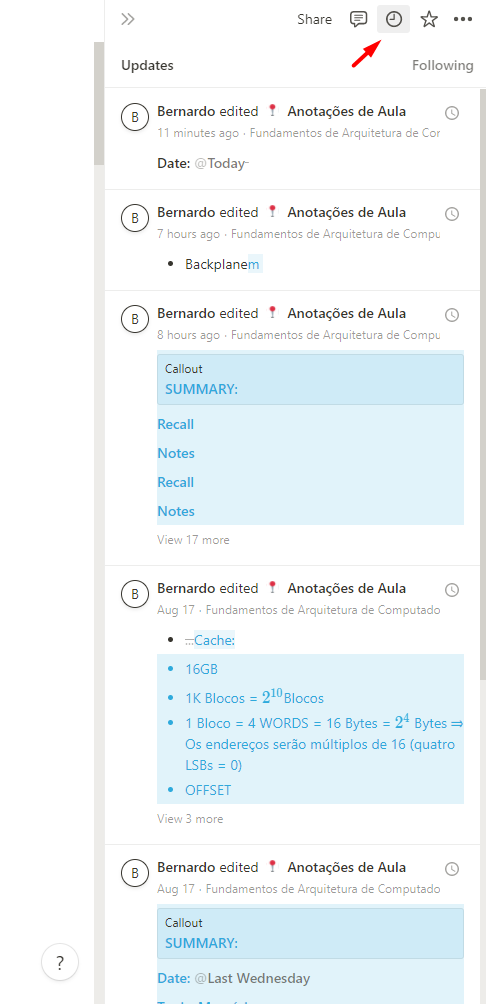 Share
Updates
Following
B
Bernardo edited Anotações de Aula
11 minutes ago · Fundamentos de Arquitetura de Cor
Date: @Today
B
Bernardo edited Anotações de Aula
7 hours ago · Fundamentos de Arquitetura de Compu
• Backplanem
B
Bernardo edited Anotações de Aula
8 hours ago · Fundamentos de Arquitetura de Compu
Callout
SUMMARY:
Recall
Notes
Recall
Notes
View 17 more
B
Bernardo edited Anotações de Aula
Aug 17 · Fundamentos de Arquitetura de Computado
• ...Cache:
• 16GB
• 1K Blocos = 2^10 Blocos
• 1 Bloco = 4 WORDS = 16 Bytes = 2^4 Bytes ⇒
Os endereços serão múltiplos de 16 (quatro
LSBs = 0)
• OFFSET
View 3 more
B
Bernardo edited Anotações de Aula
Aug 17 · Fundamentos de Arquitetura de Computado
Callout
SUMMARY:
Date: @Last Wednesday
?